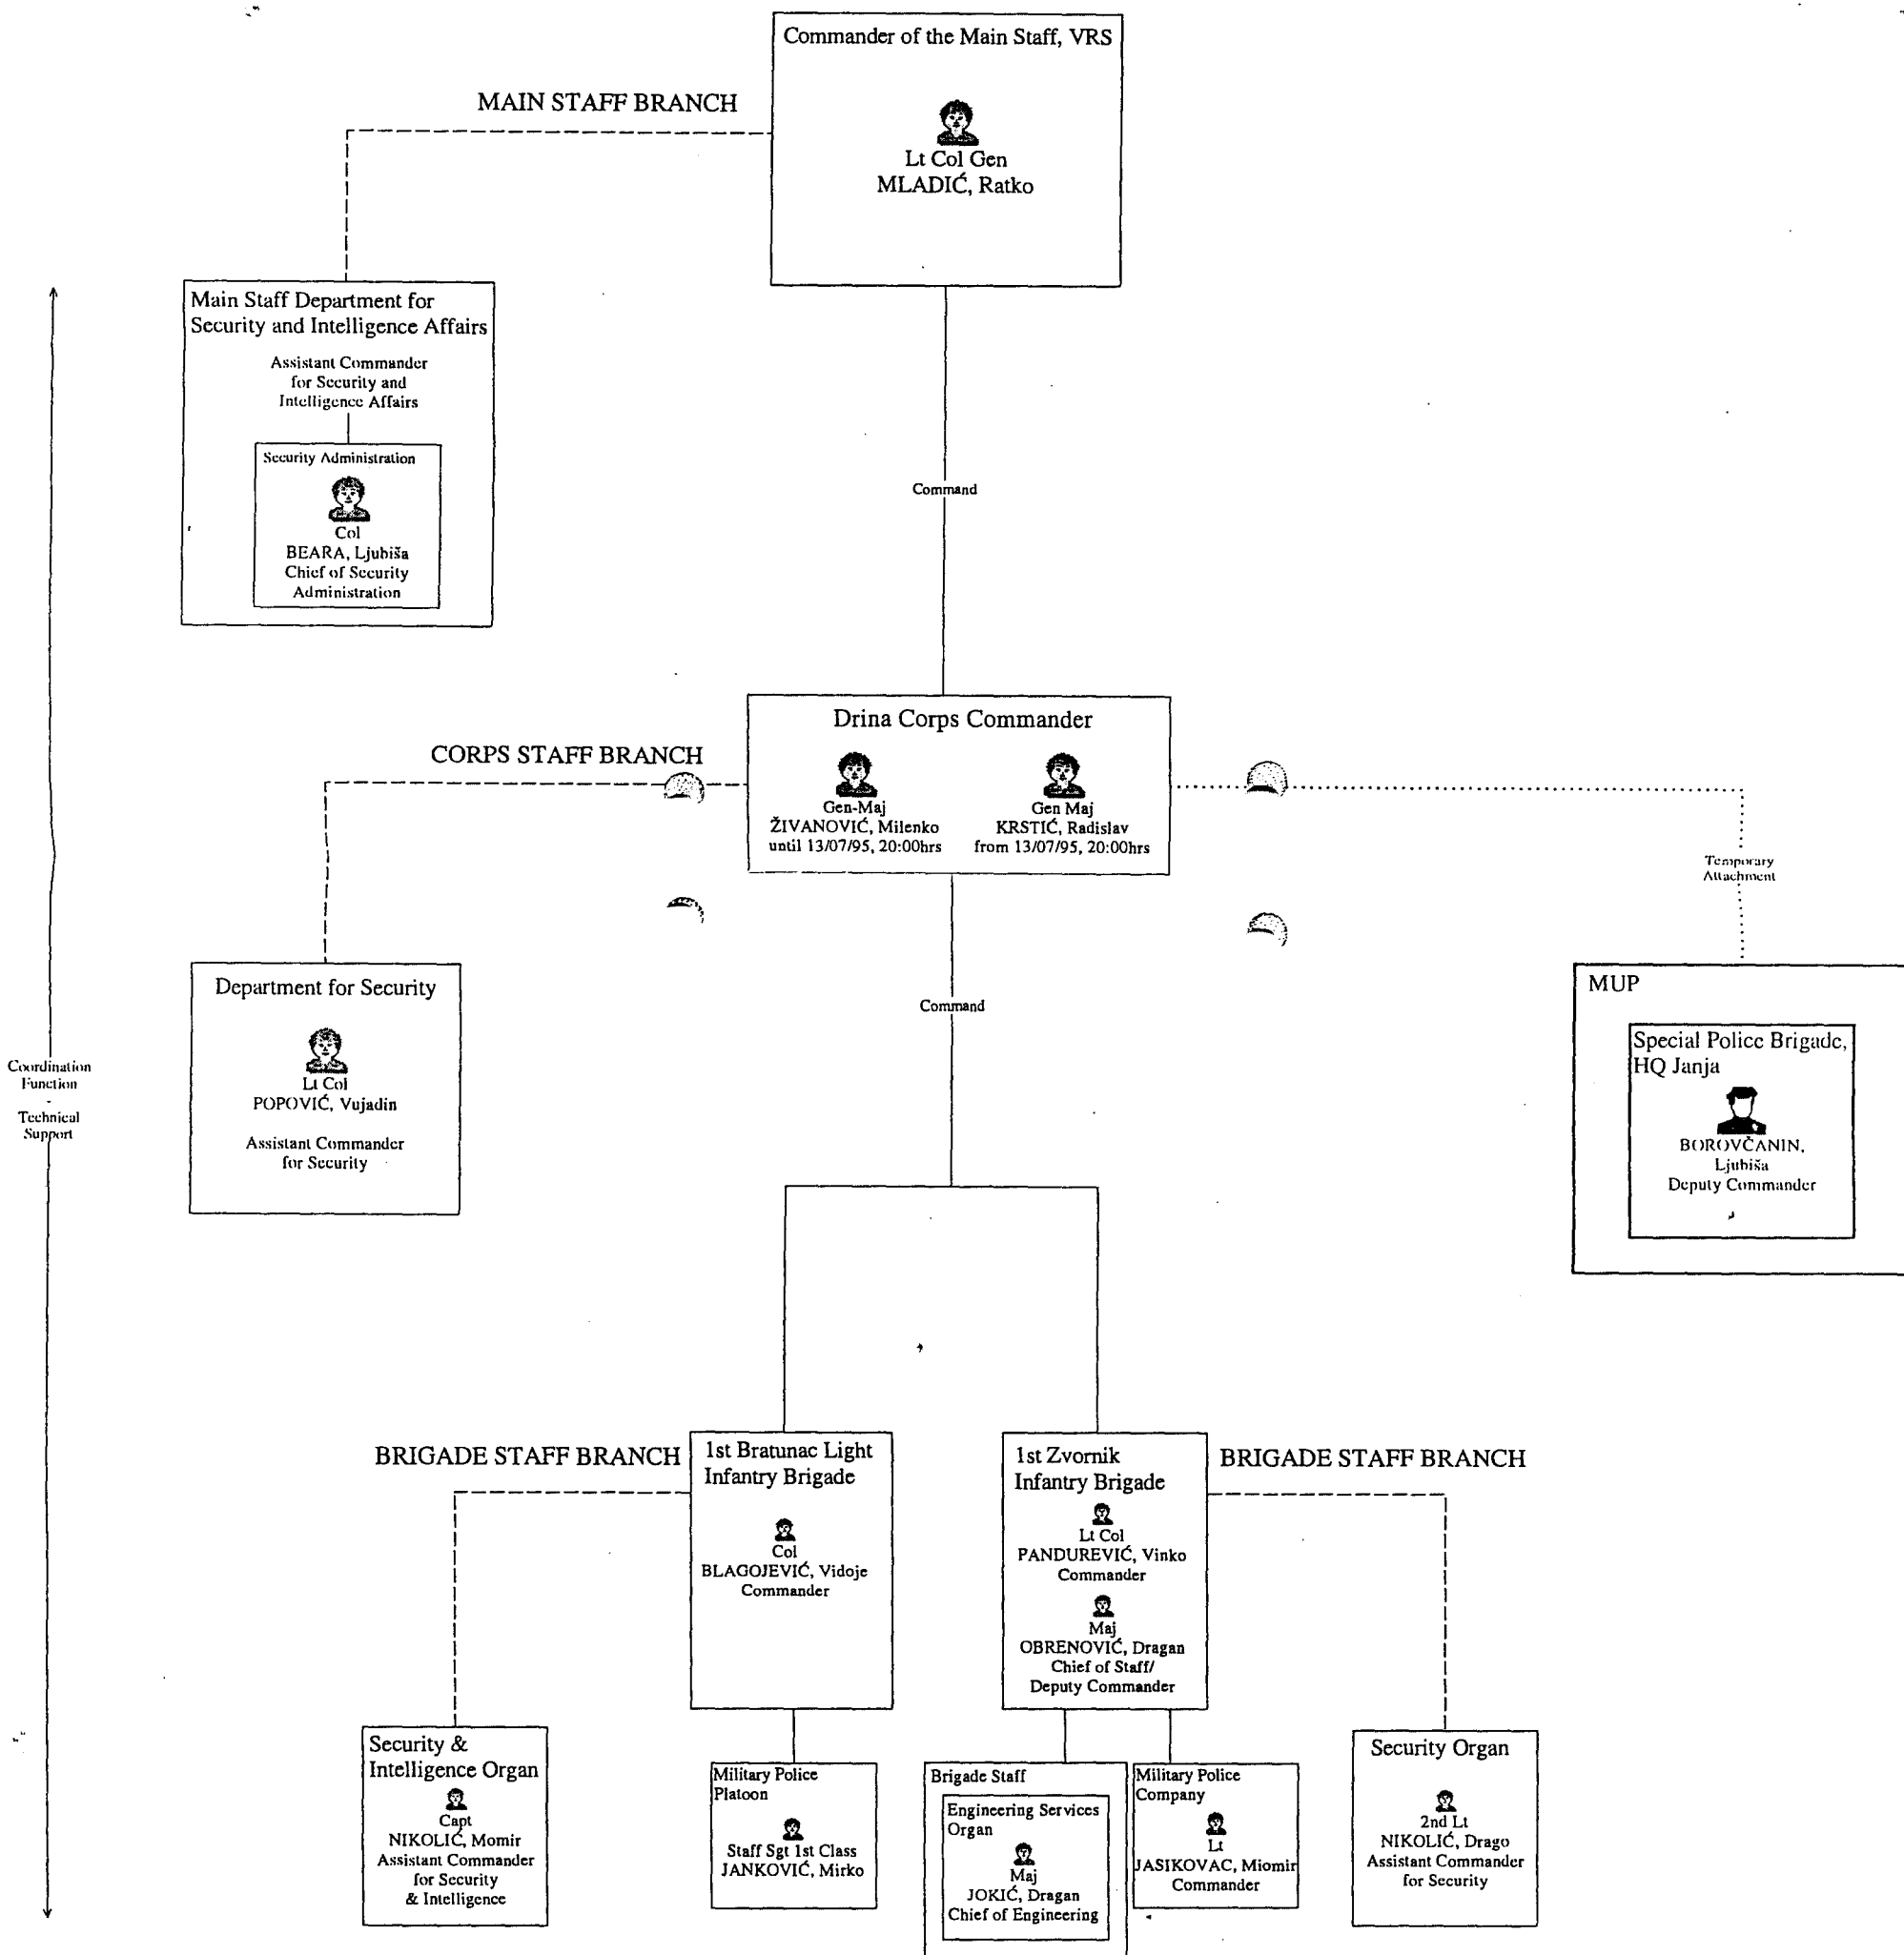 Commander of the Main Staff, VRS
Lt Col Gen
MLADIĆ, Ratko
MAIN STAFF BRANCH
Main Staff Department for
Security and Intelligence Affairs
Assistant Commander
for Security and
Intelligence Affairs
Security Administration
Col
BEARA, Ljubiša
Chief of Security
Administration
Command
Drina Corps Commander
Gen-Maj
ŽIVANOVIĆ, Milenko
until 13/07/95, 20:00hrs
Gen Maj
KRSTIĆ, Radislav
from 13/07/95, 20:00hrs
CORPS STAFF BRANCH
Temporary
Attachment
Department for Security
Lt Col
POPOVIĆ, Vujadin
Assistant Commander
for Security
Command
MUP
Special Police Brigade,
HQ Janja
BOROVČANIN,
Ljubiša
Deputy Commander
Coordination
Function
-
Technical
Support
BRIGADE STAFF BRANCH
1st Bratunac Light
Infantry Brigade
Col
BLAGOJEVIĆ, Vidoje
Commander
1st Zvornik
Infantry Brigade
Lt Col
PANDUREVIĆ, Vinko
Commander
Maj
OBRENOVIĆ, Dragan
Chief of Staff/
Deputy Commander
BRIGADE STAFF BRANCH
Security &
Intelligence Organ
Capt
NIKOLIĆ, Momir
Assistant Commander
for Security
& Intelligence
Military Police
Platoon
Staff Sgt 1st Class
JANKOVIĆ, Mirko
Brigade Staff
Engineering Services
Organ
Maj
JOKIĆ, Dragan
Chief of Engineering
Military Police
Company
Lt
JASIKOVAC, Miomir
Commander
Security Organ
2nd Lt
NIKOLIĆ, Drago
Assistant Commander
for Security